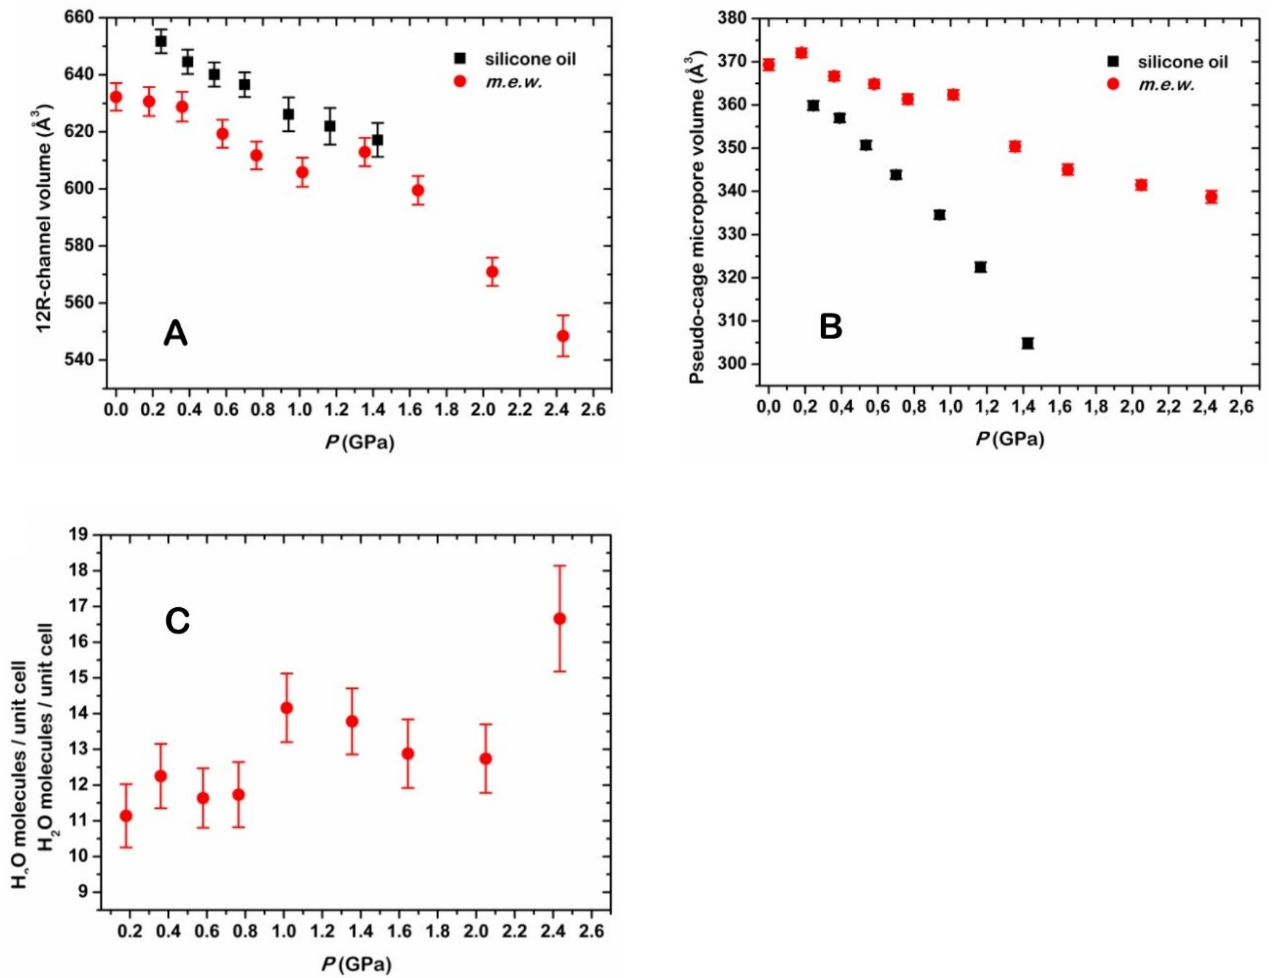 660
640
620
600
580
560
540
12R-channel volume (Å³)
silicone oil
m.e.w.
A
0.0 0.2 0.4 0.6 0.8 1.0 1.2 1.4 1.6 1.8 2.0 2.2 2.4 2.6
P (GPa)
380
370
360
350
340
330
320
310
300
Pseudo-cage micropore volume (Å³)
silicone oil
m.e.w.
B
0,0 0,2 0,4 0,6 0,8 1,0 1,2 1,4 1,6 1,8 2,0 2,2 2,4 2,6
P (GPa)
19
18
17
16
15
14
13
12
11
10
9
H₂O molecules / unit cell
H₂O molecules / unit cell
C
0.2 0.4 0.6 0.8 1.0 1.2 1.4 1.6 1.8 2.0 2.2 2.4 2.6
P (GPa)